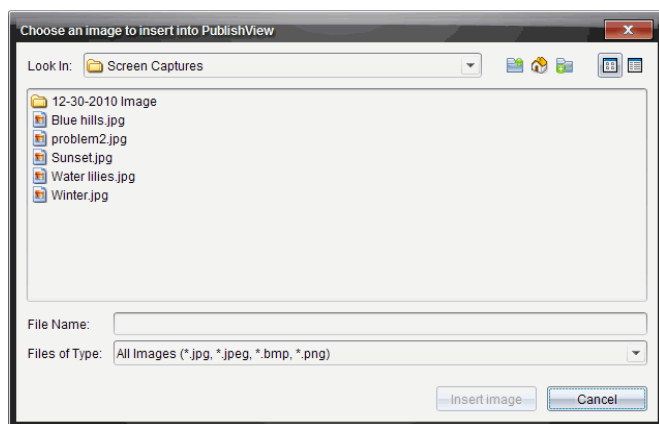 Choose an image to insert into PublishView
Look In: Screen Captures
12-30-2010 Image
Blue hills.jpg
problem2.jpg
Sunset.jpg
Water lilies.jpg
Winter.jpg
File Name:
Files of Type: All Images (*.jpg, *.jpeg, *.bmp, *.png)
Insert image Cancel